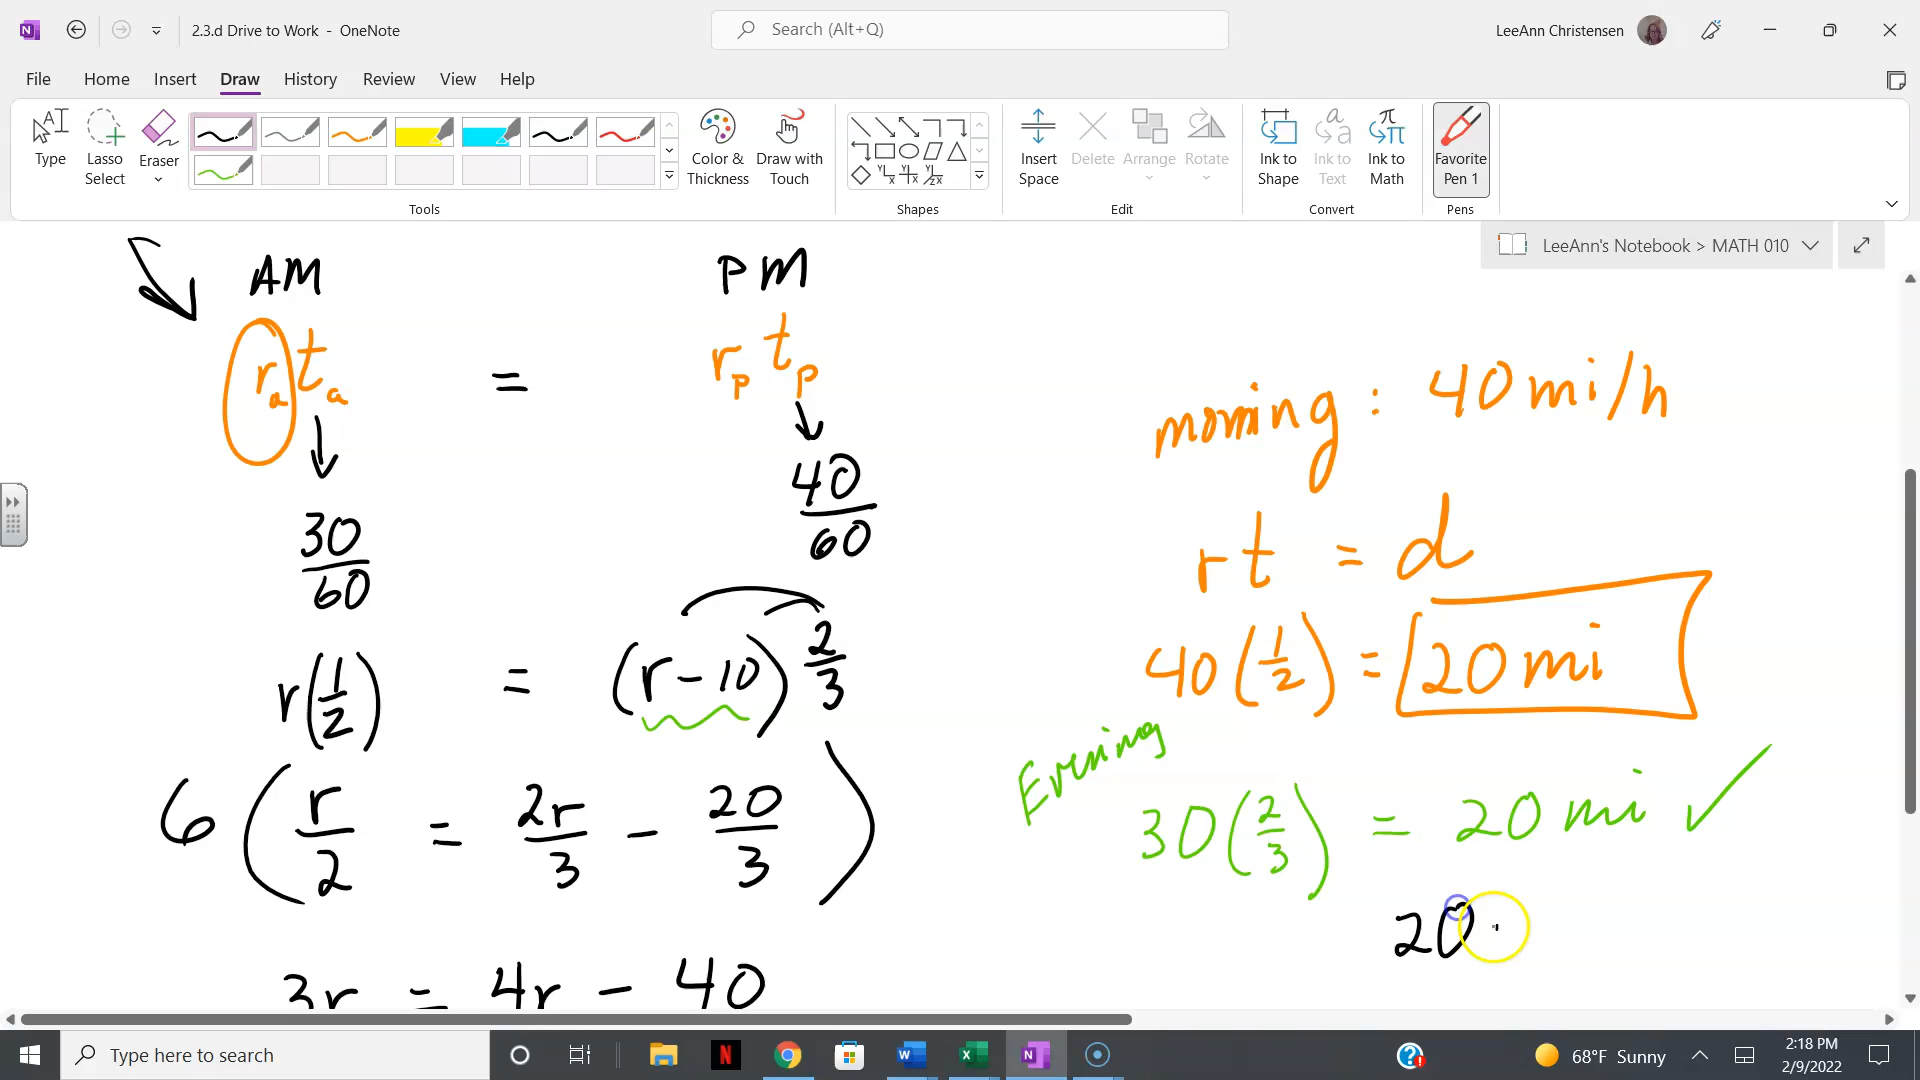 2.3.d Drive to Work - OneNote
Search (Alt+Q)
LeeAnn Christensen
File Home Insert Draw History Review View Help
Type
Lasso Select
Eraser
Color & Thickness
Draw with Touch
Insert Space
Delete
Arrange
Rotate
Ink to Shape
Ink to Text
Ink to Math
Favorite Pen 1
Tools Shapes Edit Convert Pens
LeeAnn's Notebook > MATH 010
AM PM
rₐ tₐ = rₚ tₚ
30/60
40/60
r(1/2) = (r-10) 2/3
6 ( r/2 = 2r/3 - 20/3 )
3r = 4r - 40
morning : 40 mi/h
rt = d
40 (1/2) = 20 mi
Evening
30 (2/3) = 20 mi ✓
20
Type here to search
68°F Sunny
2:18 PM
2/9/2022